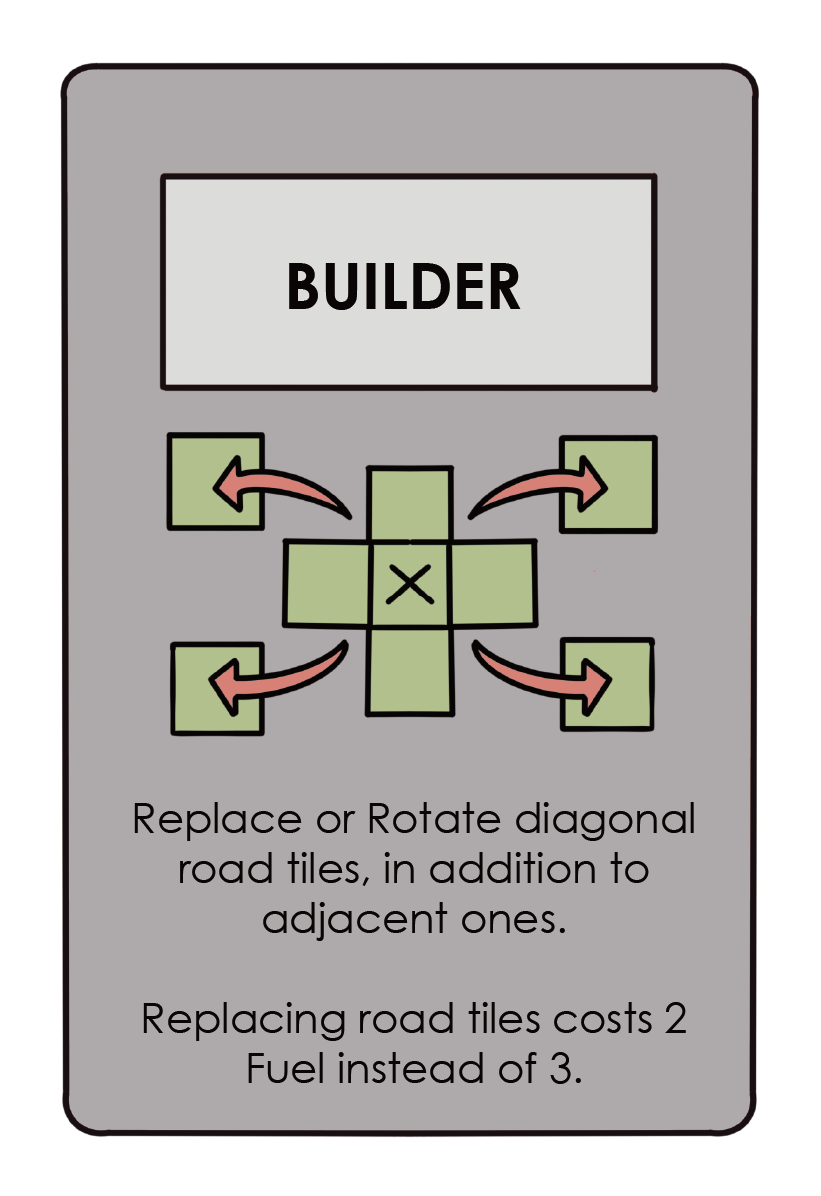 BUILDER
Replace or Rotate diagonal
road tiles, in addition to
adjacent ones.
Replacing road tiles costs 2
Fuel instead of 3.